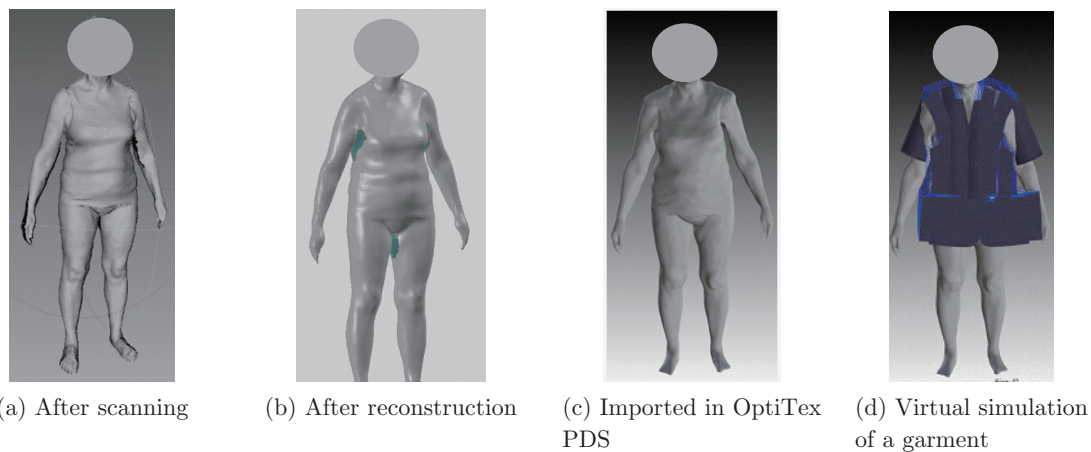 a) After scanning
(b) After reconstruction
(c) Imported in OptiTex
PDS
(d) Virtual simulation
of a garment